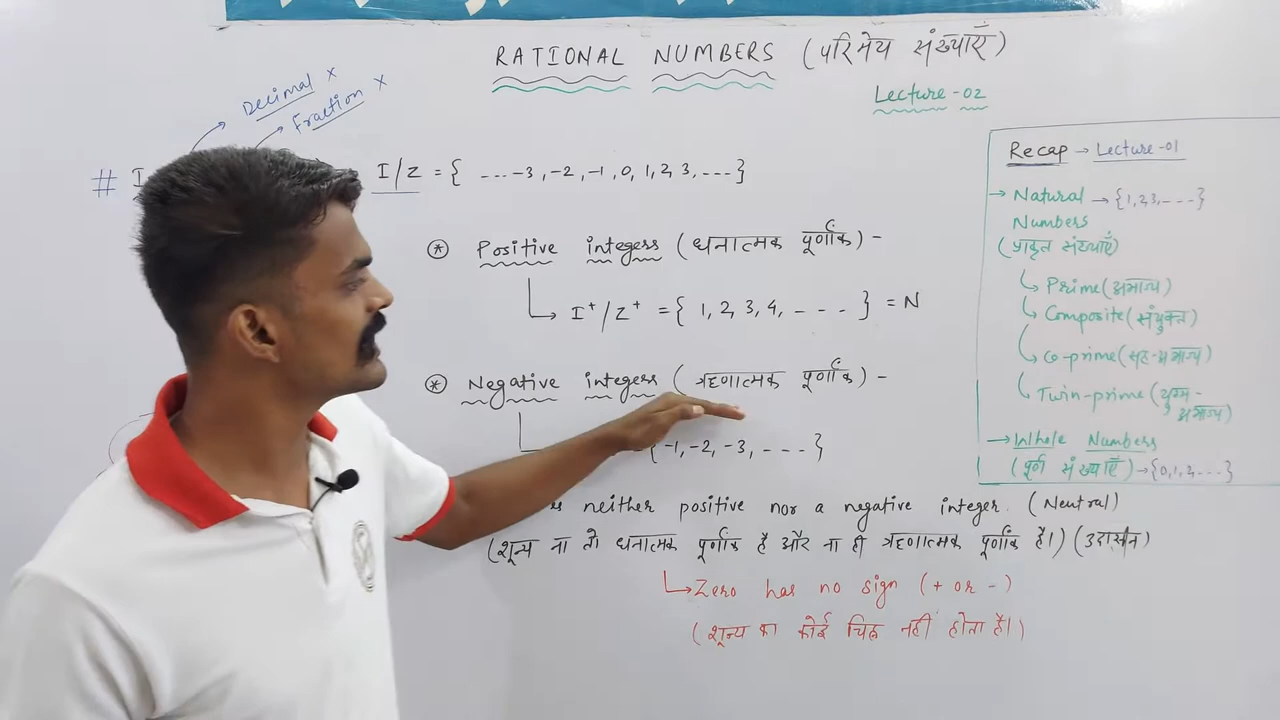 RATIONAL NUMBERS (परिमेय संख्याएँ)
Lecture-02
Decimal ×
Fraction ×
# I
I/Z = { ...-3, -2, -1, 0, 1, 2, 3, ....}
⊛ Positive integers (धनात्मक पूर्णांक) -
I⁺/Z⁺ = { 1, 2, 3, 4, - - - - } = N
⊛ Negative integers (ऋणात्मक पूर्णांक) -
{-1, -2, -3, - - - - }
neither positive nor a negative integer. (Neutral)
(शून्य ना तो धनात्मक पूर्णांक है और ना ही ऋणात्मक पूर्णांक है।) (उदासीन)
↳ Zero has no sign (+ or -)
(शून्य का कोई चिह्न नहीं होता है।)
Recap → Lecture-01
→ Natural → {1, 2, 3, - - - -}
Numbers
(प्राकृत संख्याएँ)
↳ Prime (अभाज्य)
↳ Composite (संयुक्त)
↳ Co-prime (सह-अभाज्य)
↳ Twin-prime (युग्म-
अभाज्य)
→ Whole Numbers
(पूर्ण संख्याएँ) → {0, 1, 2, - - - -}